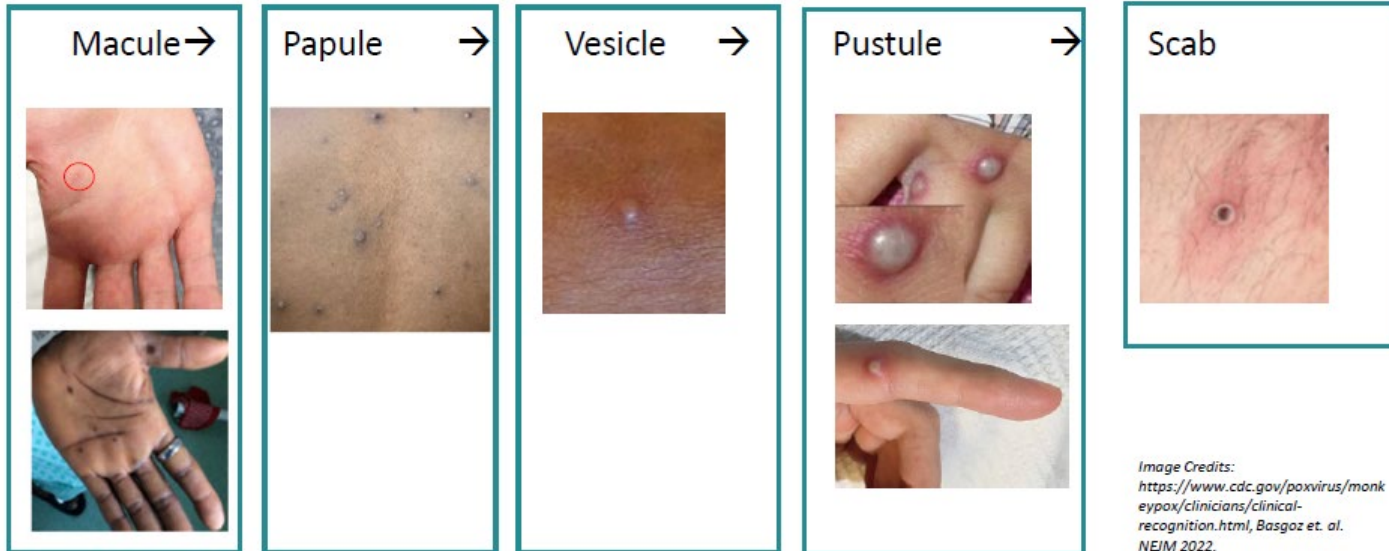 Macule →
Papule →
Vesicle →
Pustule →
Scab
Image Credits:
https://www.cdc.gov/poxvirus/monk
eypox/clinicians/clinical-
recognition.html, Basgoz et. al.
NEJM 2022.